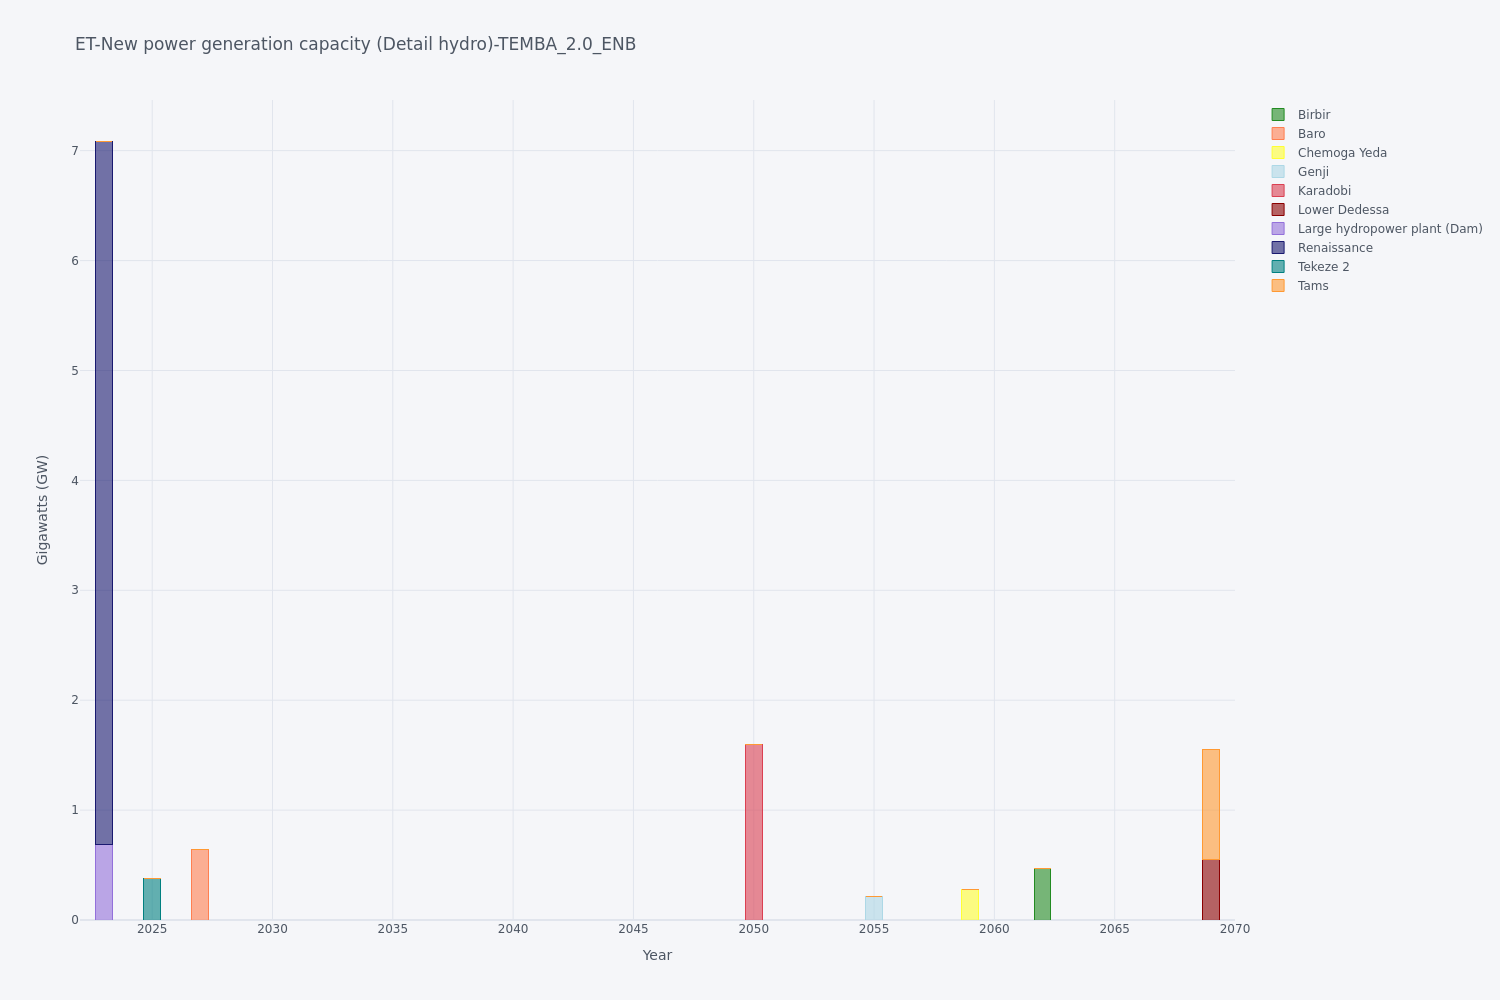 ET-New power generation capacity (Detail hydro)-TEMBA_2.0_ENB
Birbir
Baro
Chemoga Yeda
Genji
Karadobi
Lower Dedessa
Large hydropower plant (Dam)
Renaissance
Tekeze 2
Tams
7
6
5
4
3
2
1
0
Gigawatts (GW)
2025 2030 2035 2040 2045 2050 2055 2060 2065 2070
Year